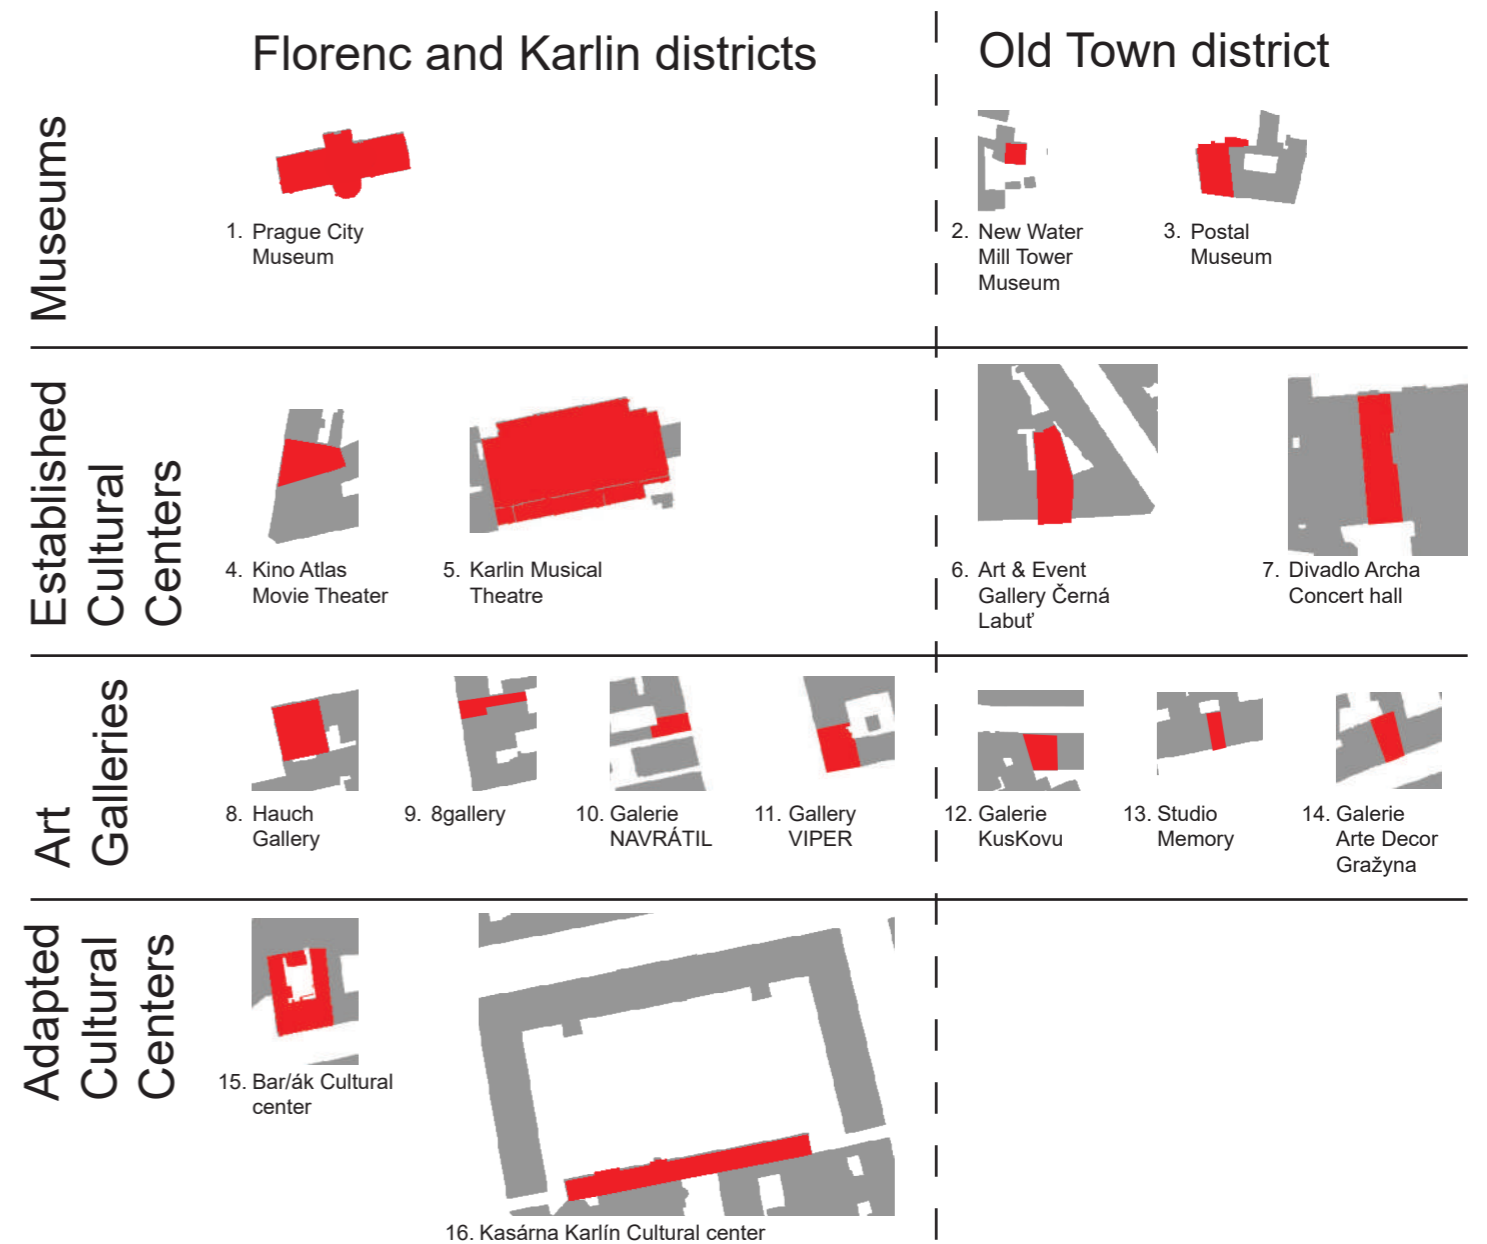 Florenc and Karlin districts
Old Town district
Museums
1. Prague City
Museum
2. New Water
Mill Tower
Museum
3. Postal
Museum
Established
Cultural
Centers
4. Kino Atlas
Movie Theater
5. Karlin Musical
Theatre
6. Art & Event
Gallery Černá
Labuť
7. Divadlo Archa
Concert hall
Art
Galleries
8. Hauch
Gallery
9. 8gallery
10. Galerie
NAVRÁTIL
11. Gallery
VIPER
12. Galerie
KusKovu
13. Studio
Memory
14. Galerie
Arte Decor
Gražyna
Adapted
Cultural
Centers
15. Bar/ák Cultural
center
16. Kasárna Karlín Cultural center